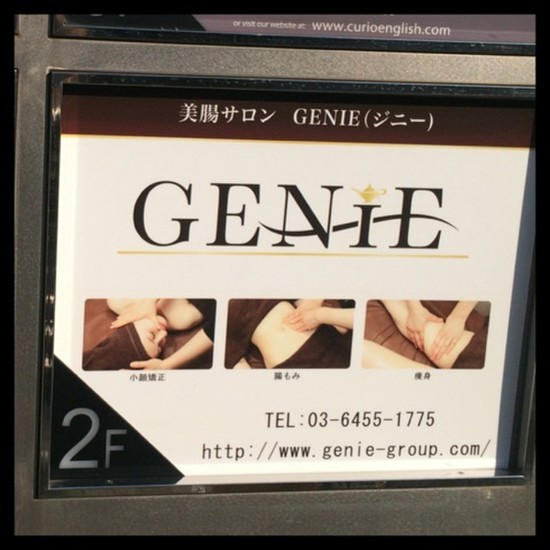 or visit our website at: www.curioenglish.com
美腸サロン GENIE(ジニー)
GENiE
小顔矯正 腸もみ 痩身
TEL:03-6455-1775
2F
http://www.genie-group.com/